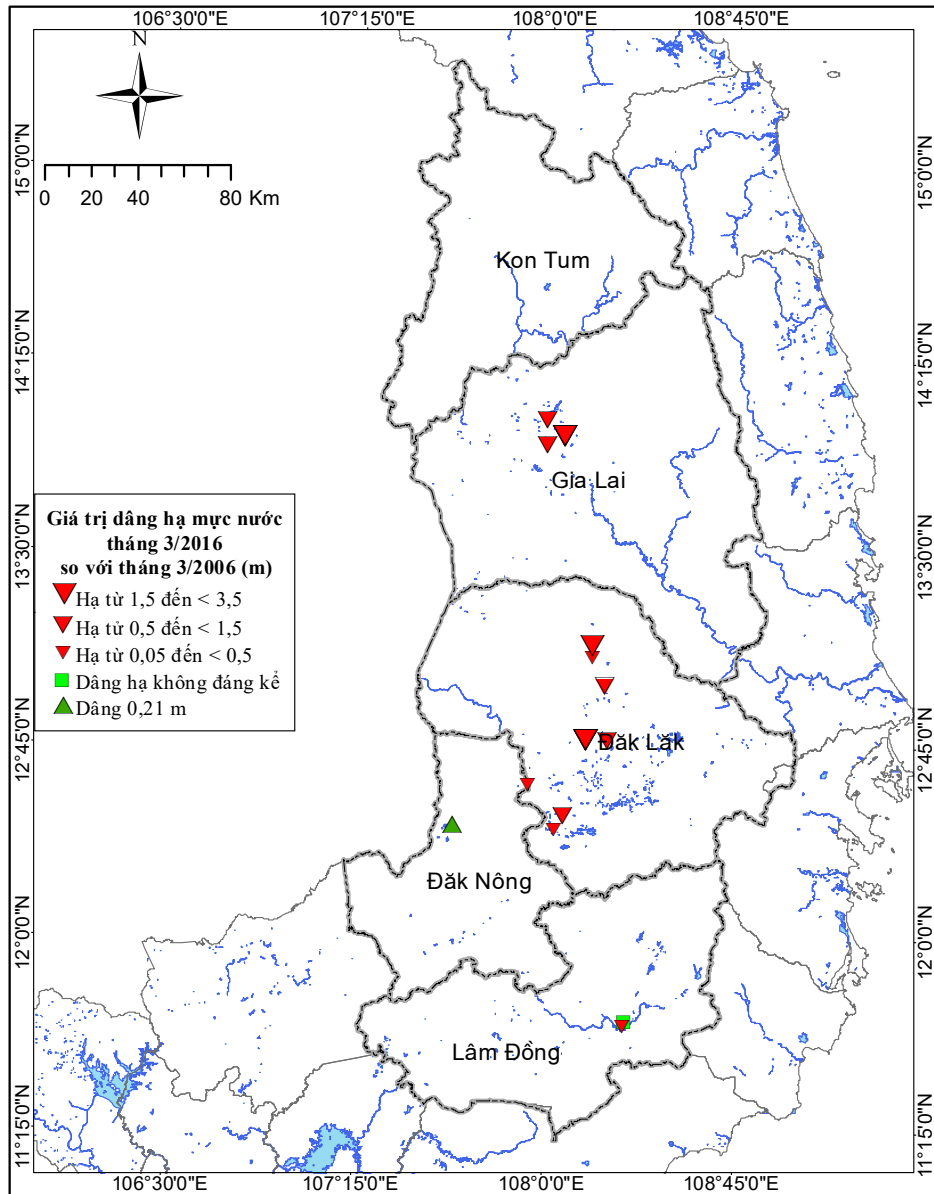 106°30'0"E 107°15'0"E 108°0'0"E 108°45'0"E
N
15°0'0"N 15°0'0"N
0 20 40 80 Km
Kon Tum
14°15'0"N 14°15'0"N
Gia Lai
13°30'0"N 13°30'0"N
Giá trị dâng hạ mực nước
tháng 3/2016
so với tháng 3/2006 (m)
Hạ từ 1,5 đến < 3,5
Hạ tử 0,5 đến < 1,5
Hạ từ 0,05 đến < 0,5
Dâng hạ không đáng kể
Dâng 0,21 m
12°45'0"N 12°45'0"N
Đăk Lăk
Đăk Nông
12°0'0"N 12°0'0"N
Lâm Đồng
11°15'0"N 11°15'0"N
106°30'0"E 107°15'0"E 108°0'0"E 108°45'0"E